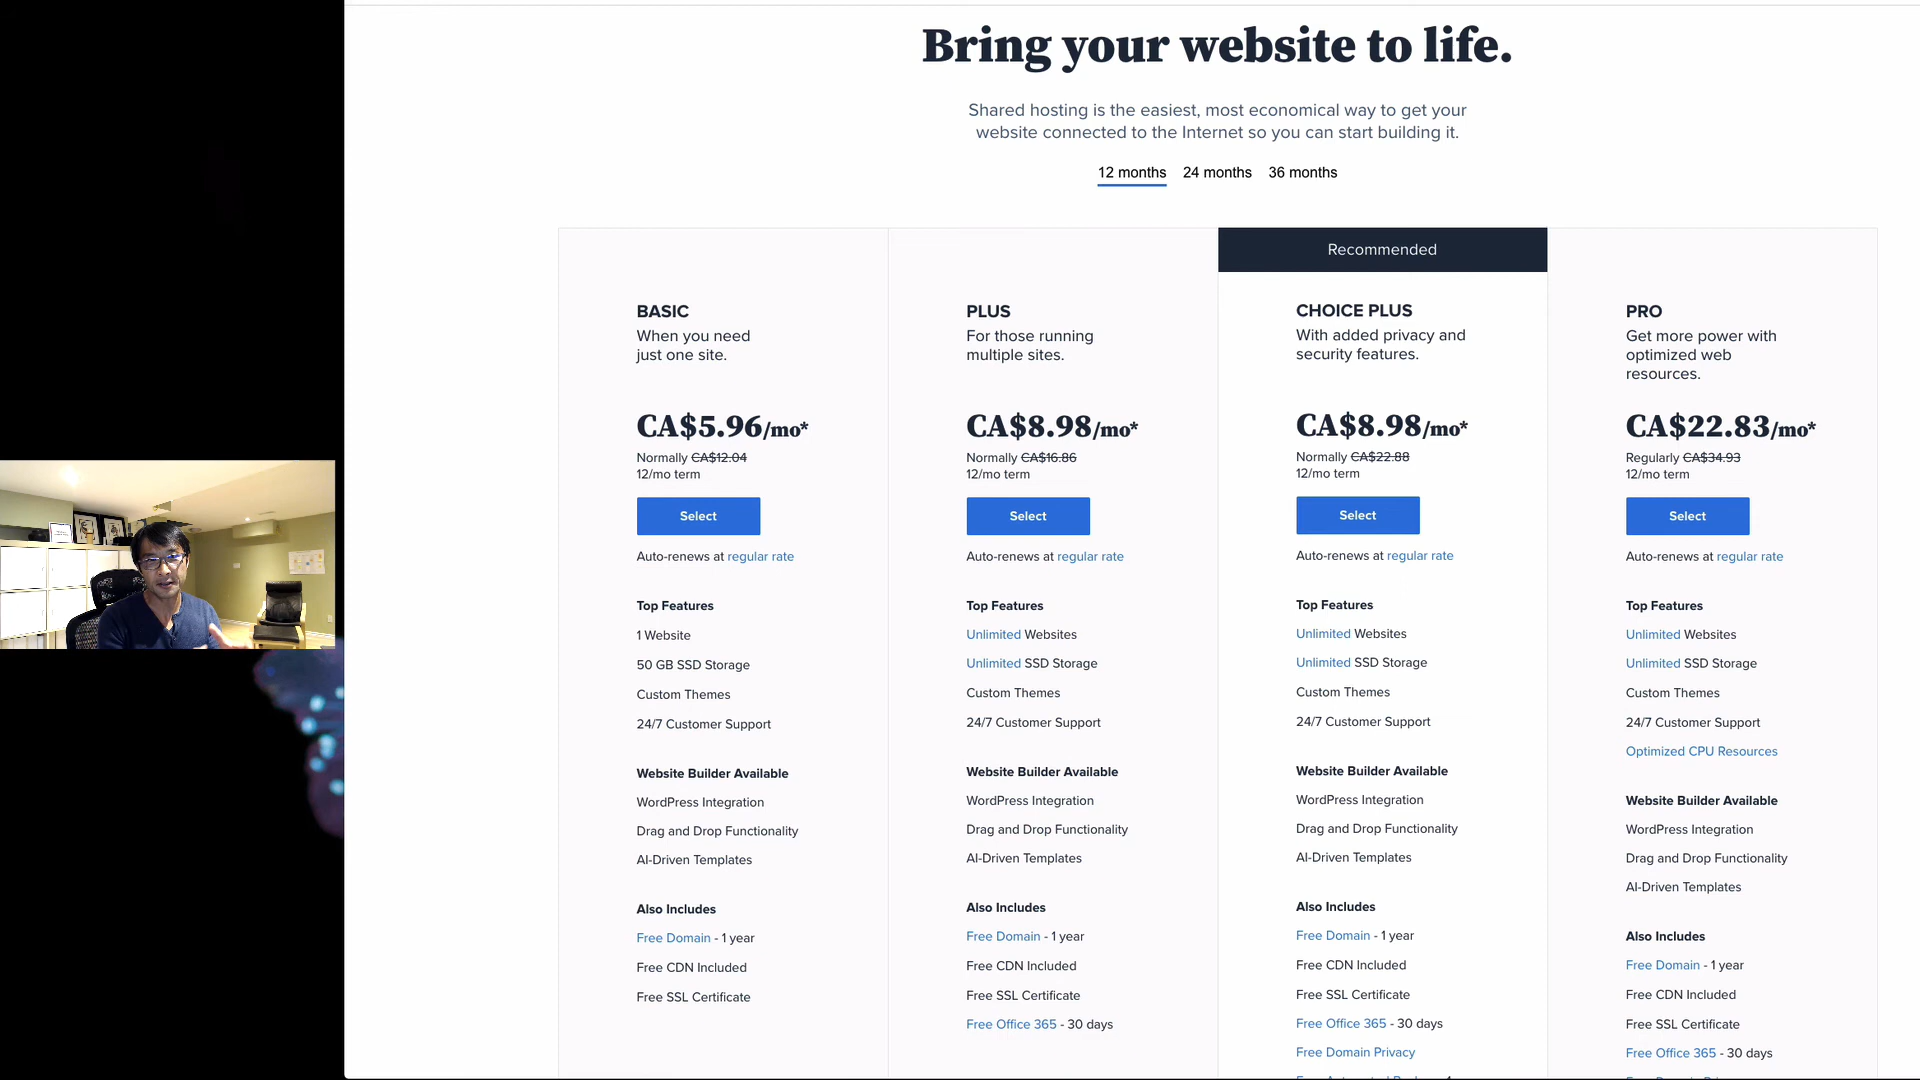 Bring your website to life.
Shared hosting is the easiest, most economical way to get your
website connected to the Internet so you can start building it.
12 months 24 months 36 months
BASIC
When you need
just one site.
CA$5.96/mo*
Normally CA$12.04
12/mo term
Select
Auto-renews at regular rate
Top Features
1 Website
50 GB SSD Storage
Custom Themes
24/7 Customer Support
Website Builder Available
WordPress Integration
Drag and Drop Functionality
AI-Driven Templates
Also Includes
Free Domain - 1 year
Free CDN Included
Free SSL Certificate
PLUS
For those running
multiple sites.
CA$8.98/mo*
Normally CA$16.86
12/mo term
Select
Auto-renews at regular rate
Top Features
Unlimited Websites
Unlimited SSD Storage
Custom Themes
24/7 Customer Support
Website Builder Available
WordPress Integration
Drag and Drop Functionality
AI-Driven Templates
Also Includes
Free Domain - 1 year
Free CDN Included
Free SSL Certificate
Free Office 365 - 30 days
Recommended
CHOICE PLUS
With added privacy and
security features.
CA$8.98/mo*
Normally CA$22.88
12/mo term
Select
Auto-renews at regular rate
Top Features
Unlimited Websites
Unlimited SSD Storage
Custom Themes
24/7 Customer Support
Website Builder Available
WordPress Integration
Drag and Drop Functionality
AI-Driven Templates
Also Includes
Free Domain - 1 year
Free CDN Included
Free SSL Certificate
Free Office 365 - 30 days
Free Domain Privacy
PRO
Get more power with
optimized web
resources.
CA$22.83/mo*
Regularly CA$34.93
12/mo term
Select
Auto-renews at regular rate
Top Features
Unlimited Websites
Unlimited SSD Storage
Custom Themes
24/7 Customer Support
Optimized CPU Resources
Website Builder Available
WordPress Integration
Drag and Drop Functionality
AI-Driven Templates
Also Includes
Free Domain - 1 year
Free CDN Included
Free SSL Certificate
Free Office 365 - 30 days